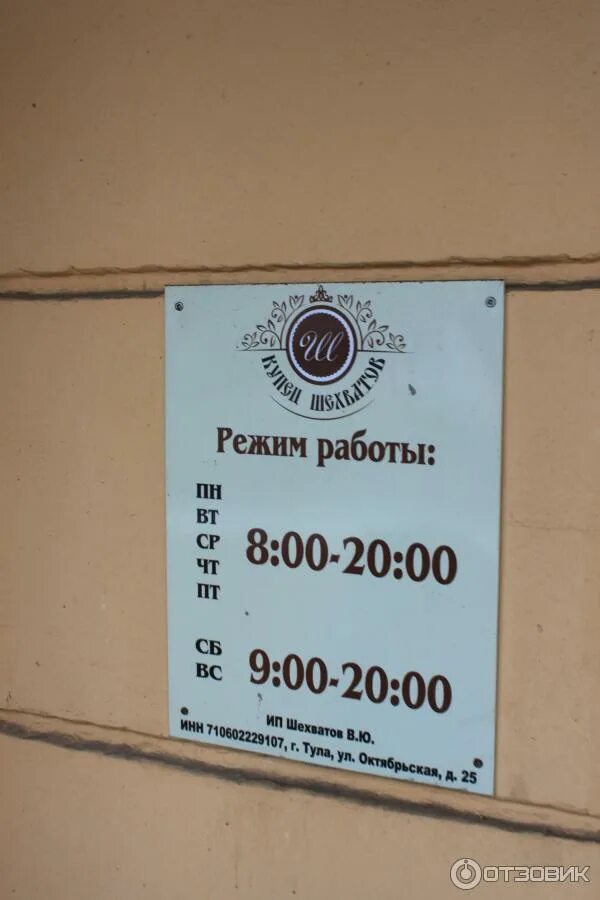 Ш
КУПЕЦ ШЕХВАТОВ
Режим работы:
ПН
ВТ
СР
ЧТ
ПТ
8:00-20:00
СБ
ВС
9:00-20:00
ИП Шехватов В.Ю.
ИНН 710602229107, г. Тула, ул. Октябрьская, д. 25
ОТЗОВИК